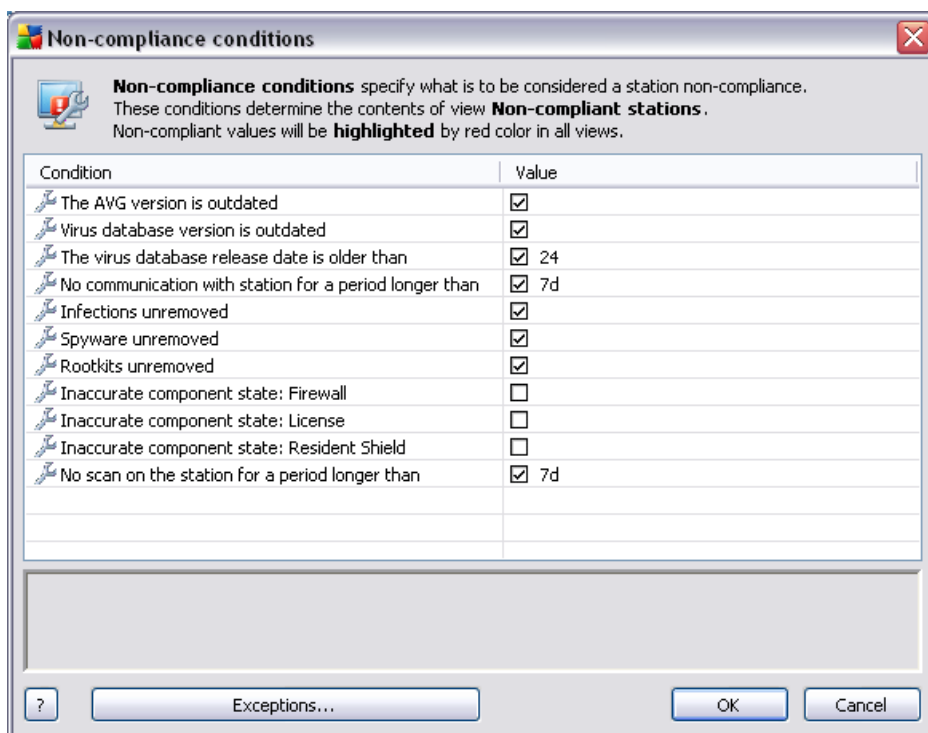 Non-compliance conditions
Non-compliance conditions specify what is to be considered a station non-compliance.
These conditions determine the contents of view Non-compliant stations.
Non-compliant values will be highlighted by red color in all views.
Condition Value
The AVG version is outdated
Virus database version is outdated
The virus database release date is older than 24
No communication with station for a period longer than 7d
Infections unremoved
Spyware unremoved
Rootkits unremoved
Inaccurate component state: Firewall
Inaccurate component state: License
Inaccurate component state: Resident Shield
No scan on the station for a period longer than 7d
? Exceptions... OK Cancel